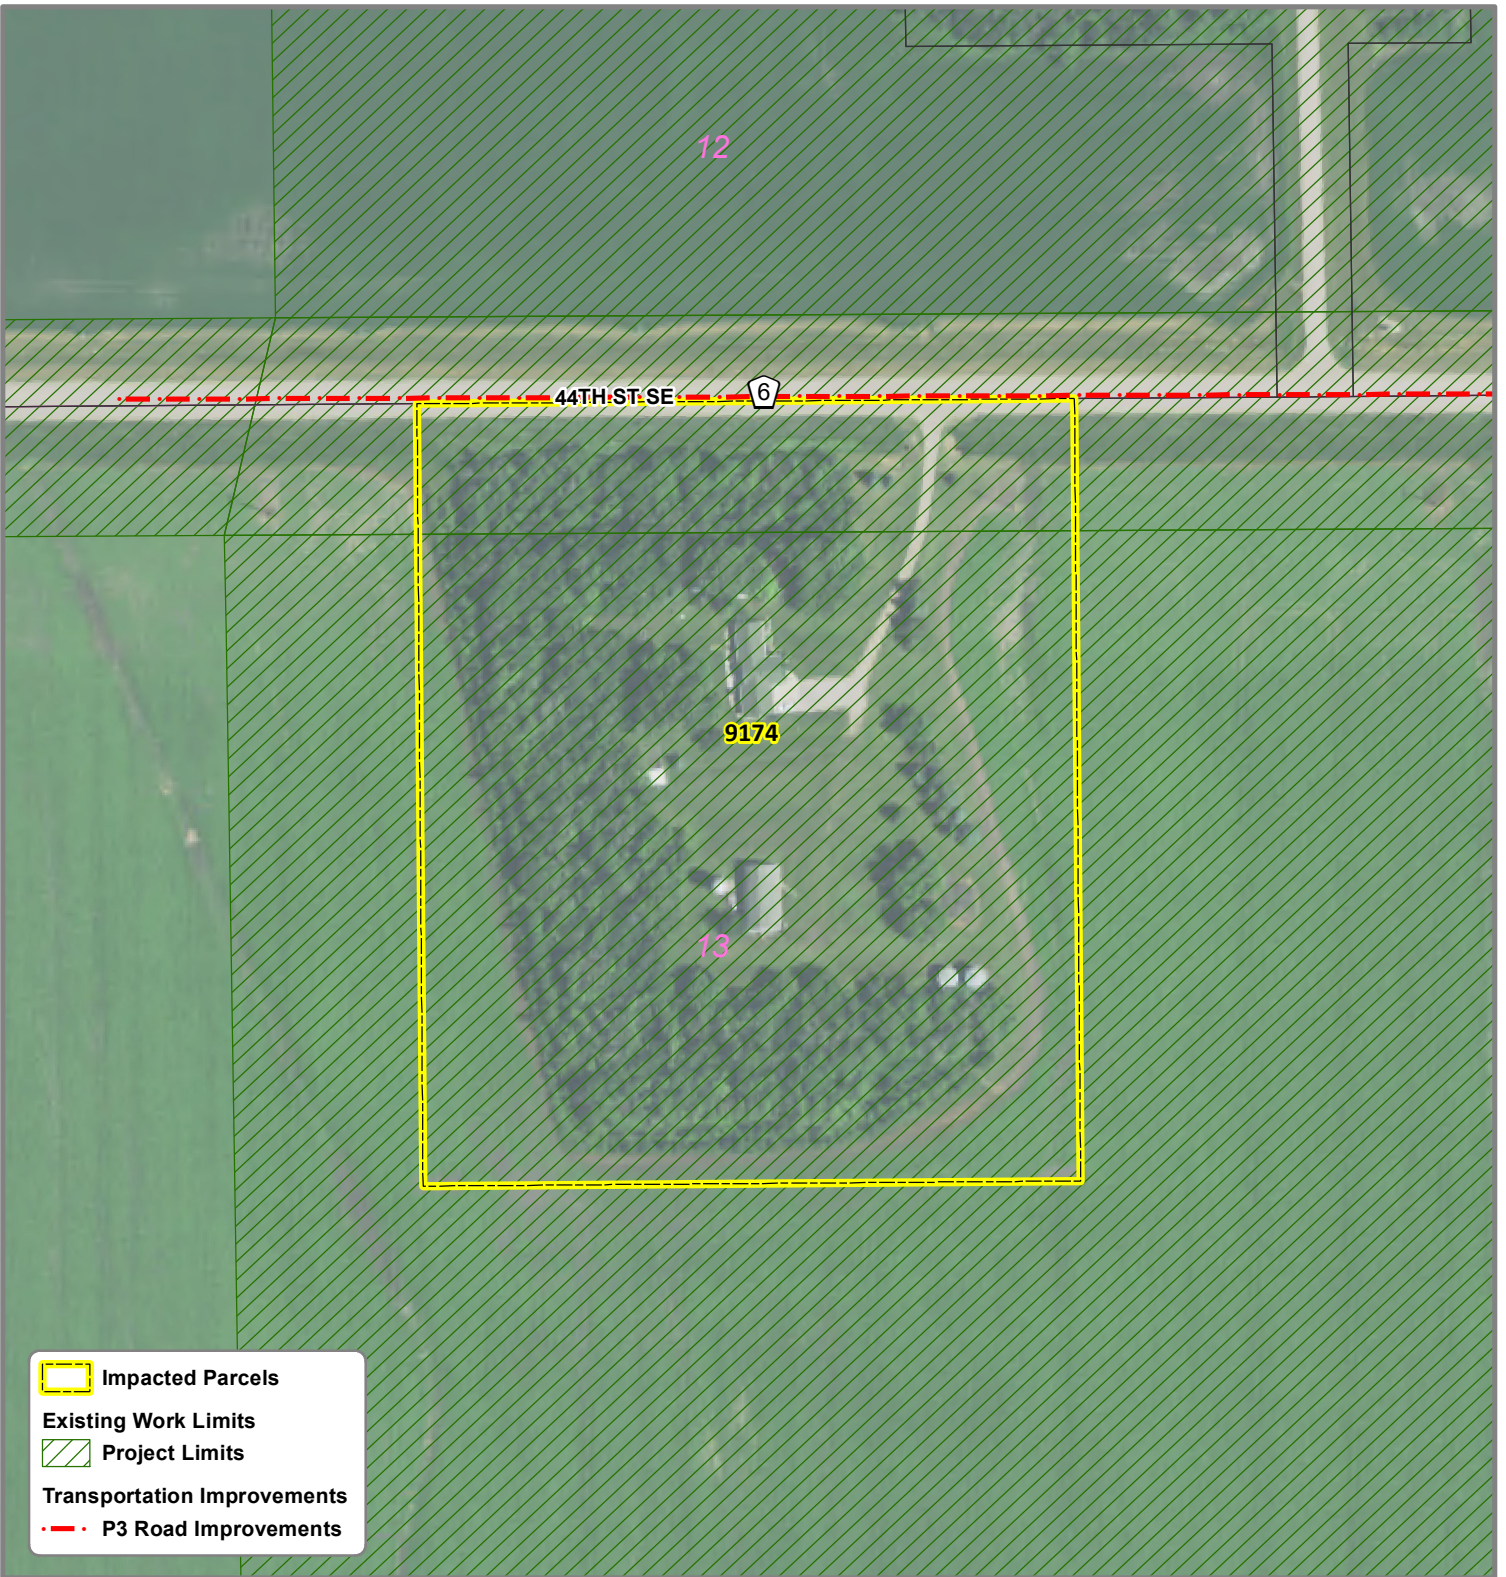 12
44TH ST SE
6
9174
13
Impacted Parcels
Existing Work Limits
Project Limits
Transportation Improvements
P3 Road Improvements